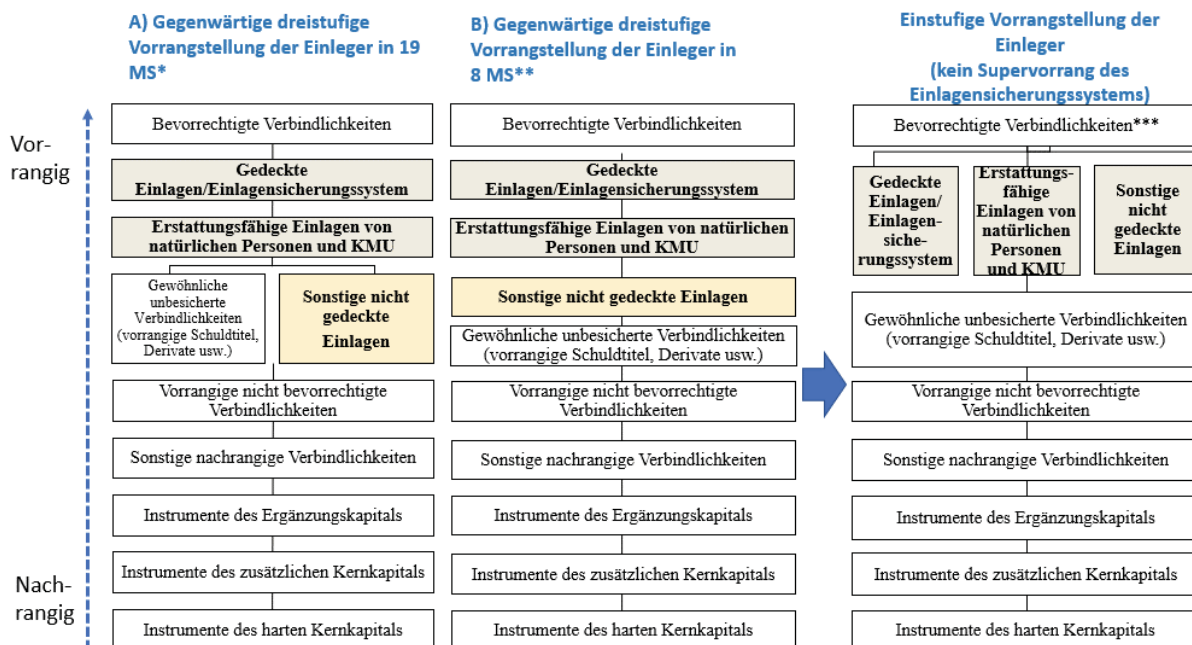 A) Gegenwärtige dreistufige
Vorrangstellung der Einleger in 19
MS*
B) Gegenwärtige dreistufige
Vorrangstellung der Einleger in
8 MS**
Einstufige Vorrangstellung der
Einleger
(kein Supervorrang des
Einlagensicherungssystems)
Vor-
rangig
Nach-
rangig
Bevorrechtigte Verbindlichkeiten
Gedeckte
Einlagen/Einlagensicherungssystem
Erstattungsfähige Einlagen von
natürlichen Personen und KMU
Gewöhnliche
unbesicherte
Verbindlichkeiten
(vorrangige Schuldtitel,
Derivate usw.)
Sonstige nicht
gedeckte
Einlagen
Vorrangige nicht bevorrechtigte
Verbindlichkeiten
Sonstige nachrangige Verbindlichkeiten
Instrumente des Ergänzungskapitals
Instrumente des zusätzlichen Kernkapitals
Instrumente des harten Kernkapitals
Bevorrechtigte Verbindlichkeiten
Gedeckte
Einlagen/Einlagensicherungssystem
Erstattungsfähige Einlagen von natürlichen
Personen und KMU
Sonstige nicht gedeckte Einlagen
Gewöhnliche unbesicherte Verbindlichkeiten
(vorrangige Schuldtitel, Derivate usw.)
Vorrangige nicht bevorrechtigte
Verbindlichkeiten
Sonstige nachrangige Verbindlichkeiten
Instrumente des Ergänzungskapitals
Instrumente des zusätzlichen Kernkapitals
Instrumente des harten Kernkapitals
Bevorrechtigte Verbindlichkeiten***
Gedeckte
Einlagen/
Einlagen-
siche-
rungssystem
Erstattungs-
fähige
Einlagen von
natürlichen
Personen
und KMU
Sonstige
nicht
gedeckte
Einlagen
Gewöhnliche unbesicherte Verbindlichkeiten
(vorrangige Schuldtitel, Derivate usw.)
Vorrangige nicht bevorrechtigte
Verbindlichkeiten
Sonstige nachrangige Verbindlichkeiten
Instrumente des Ergänzungskapitals
Instrumente des zusätzlichen Kernkapitals
Instrumente des harten Kernkapitals